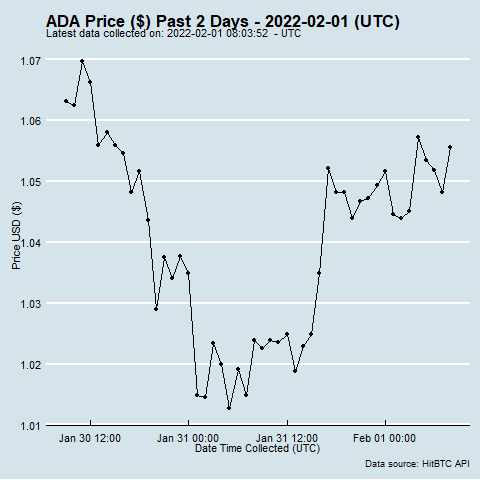 ADA Price ($) Past 2 Days - 2022-02-01 (UTC)
Latest data collected on: 2022-02-01 08:03:52 - UTC
1.07
1.06
1.05
1.04
1.03
1.02
1.01
Price USD ($)
Jan 30 12:00 Jan 31 00:00 Jan 31 12:00 Feb 01 00:00
Date Time Collected (UTC)
Data source: HitBTC API